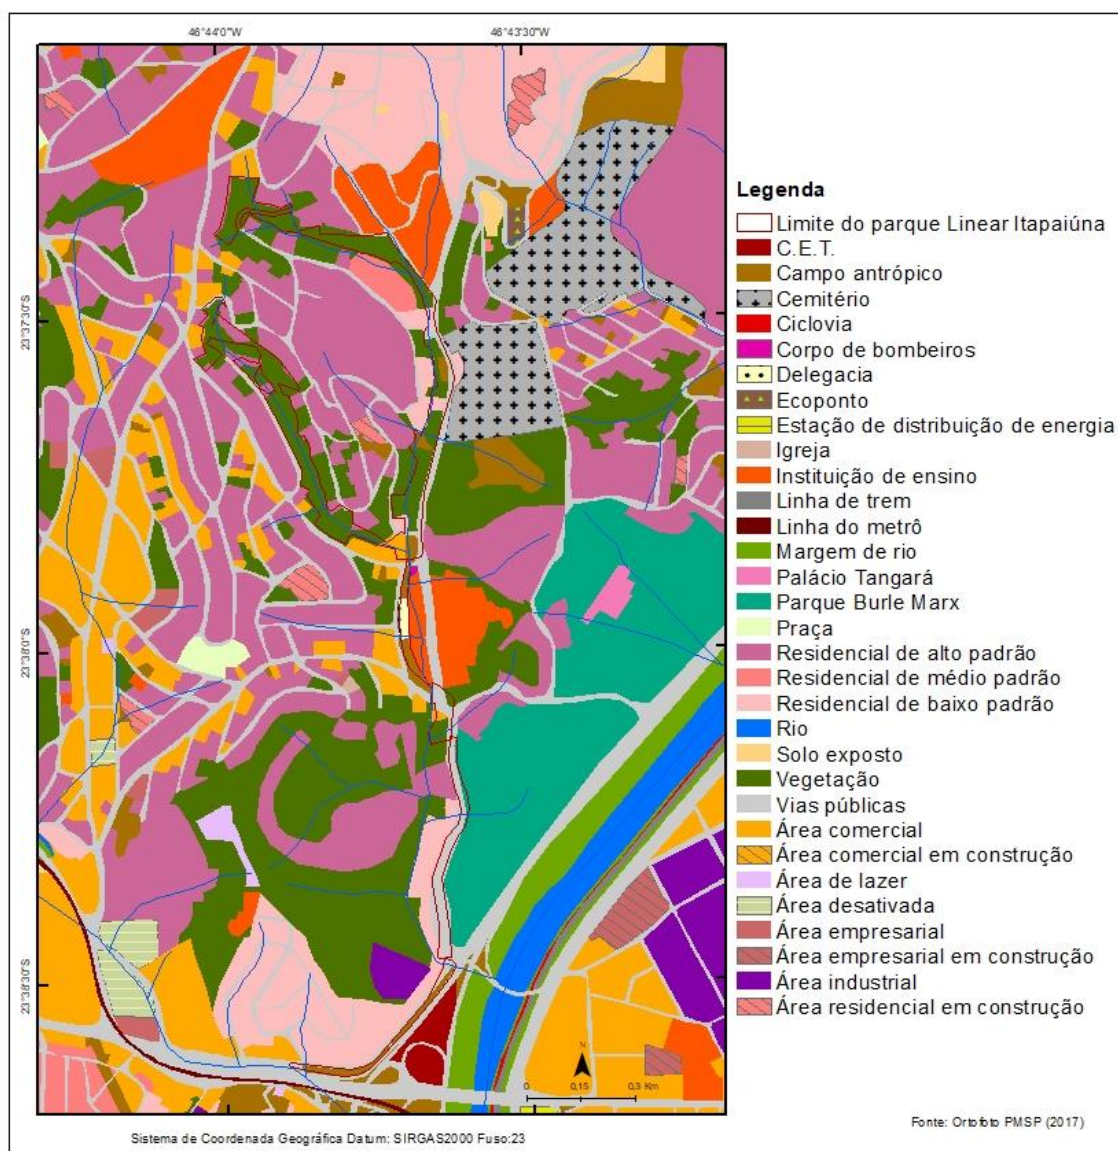 46°44'0"W
46°43'30"W
23°37'30"S
23°38'0"S
23°38'30"S
Legenda
Limite do parque Linear Itapaiúna
C.E.T.
Campo antrópico
Cemitério
Ciclovia
Corpo de bombeiros
Delegacia
Ecoponto
Estação de distribuição de energia
Igreja
Instituição de ensino
Linha de trem
Linha do metrô
Margem de rio
Palácio Tangará
Parque Burle Marx
Praça
Residencial de alto padrão
Residencial de médio padrão
Residencial de baixo padrão
Rio
Solo exposto
Vegetação
Vias públicas
Área comercial
Área comercial em construção
Área de lazer
Área desativada
Área empresarial
Área empresarial em construção
Área industrial
Área residencial em construção
N
0 0,15 0,3 Km
Fonte: Ortofoto PMSP (2017)
Sistema de Coordenada Geográfica Datum: SIRGAS2000 Fuso:23